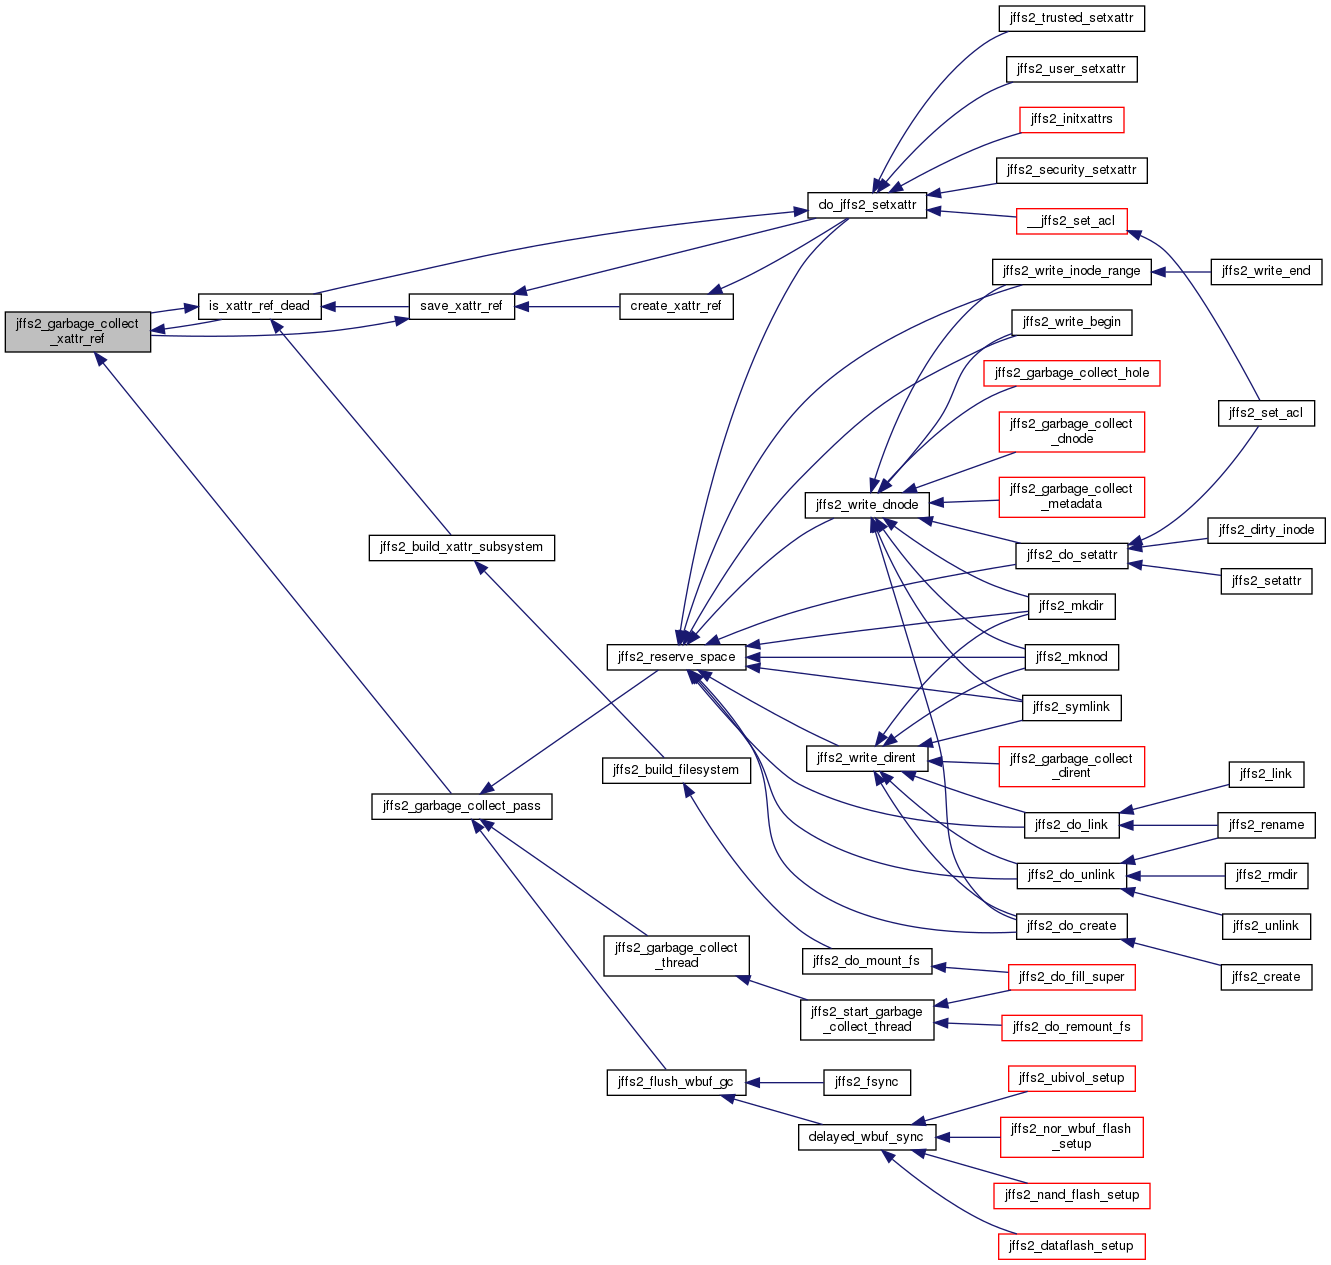 jffs2_trusted_setxattr
jffs2_user_setxattr
jffs2_initxattrs
jffs2_security_setxattr
do_jffs2_setxattr
__jffs2_set_acl
jffs2_write_inode_range
jffs2_write_end
is_xattr_ref_dead
save_xattr_ref
create_xattr_ref
jffs2_garbage_collect
_xattr_ref
jffs2_write_begin
jffs2_garbage_collect_hole
jffs2_set_acl
jffs2_garbage_collect
_dnode
jffs2_write_dnode
jffs2_garbage_collect
_metadata
jffs2_dirty_inode
jffs2_build_xattr_subsystem
jffs2_do_setattr
jffs2_setattr
jffs2_mkdir
jffs2_reserve_space
jffs2_mknod
jffs2_symlink
jffs2_write_dirent
jffs2_garbage_collect
_dirent
jffs2_build_filesystem
jffs2_link
jffs2_garbage_collect_pass
jffs2_do_link
jffs2_rename
jffs2_do_unlink
jffs2_rmdir
jffs2_unlink
jffs2_do_create
jffs2_garbage_collect
_thread
jffs2_do_mount_fs
jffs2_do_fill_super
jffs2_create
jffs2_start_garbage
_collect_thread
jffs2_do_remount_fs
jffs2_flush_wbuf_gc
jffs2_fsync
jffs2_ubivol_setup
delayed_wbuf_sync
jffs2_nor_wbuf_flash
_setup
jffs2_nand_flash_setup
jffs2_dataflash_setup